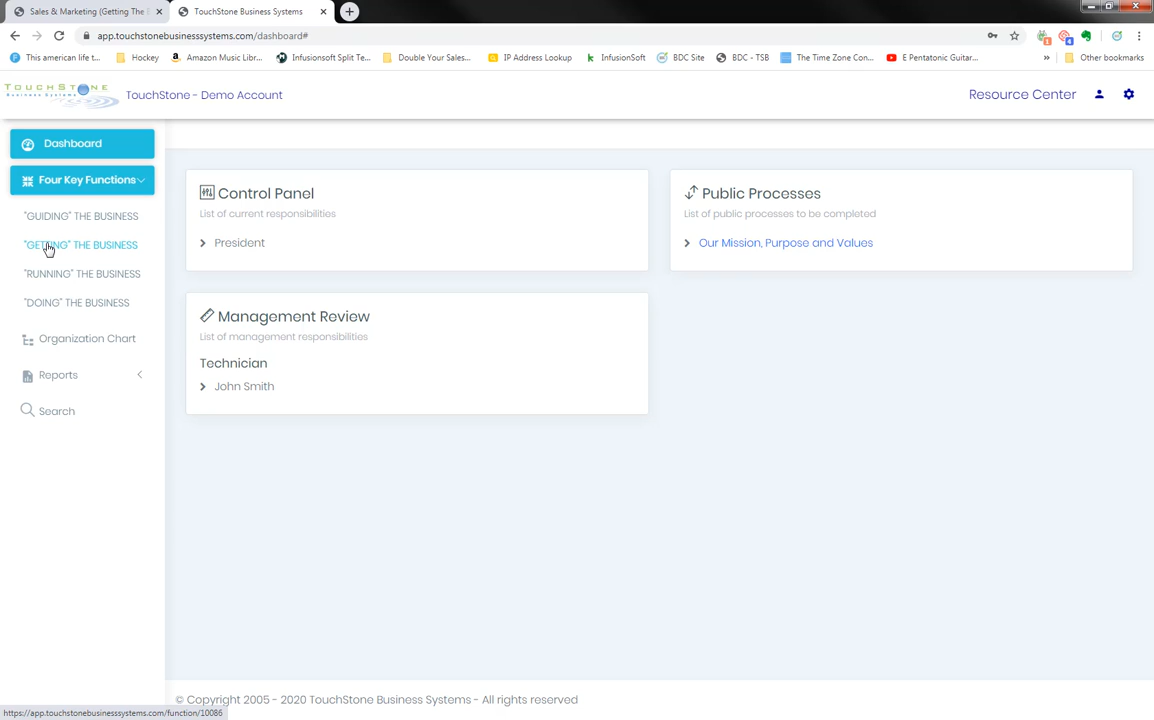 Sales & Marketing (Getting The B
TouchStone Business Systems
app.touchstonebusinesssystems.com/dashboard#
This american life t...
Hockey
Amazon Music Libr...
Infusionsoft Split Te...
Double Your Sales...
IP Address Lookup
InfusionSoft
BDC Site
BDC - TSB
The Time Zone Con...
E Pentatonic Guitar...
»
Other bookmarks
TOUCHSTONE
Business Systems
TouchStone - Demo Account
Resource Center
Dashboard
Four Key Functions
"GUIDING" THE BUSINESS
"GETTING" THE BUSINESS
"RUNNING" THE BUSINESS
"DOING" THE BUSINESS
Organization Chart
Reports
Search
Control Panel
List of current responsibilities
President
Public Processes
List of public processes to be completed
Our Mission, Purpose and Values
Management Review
List of management responsibilities
Technician
John Smith
© Copyright 2005 - 2020 TouchStone Business Systems - All rights reserved
https://app.touchstonebusinesssystems.com/function/10086